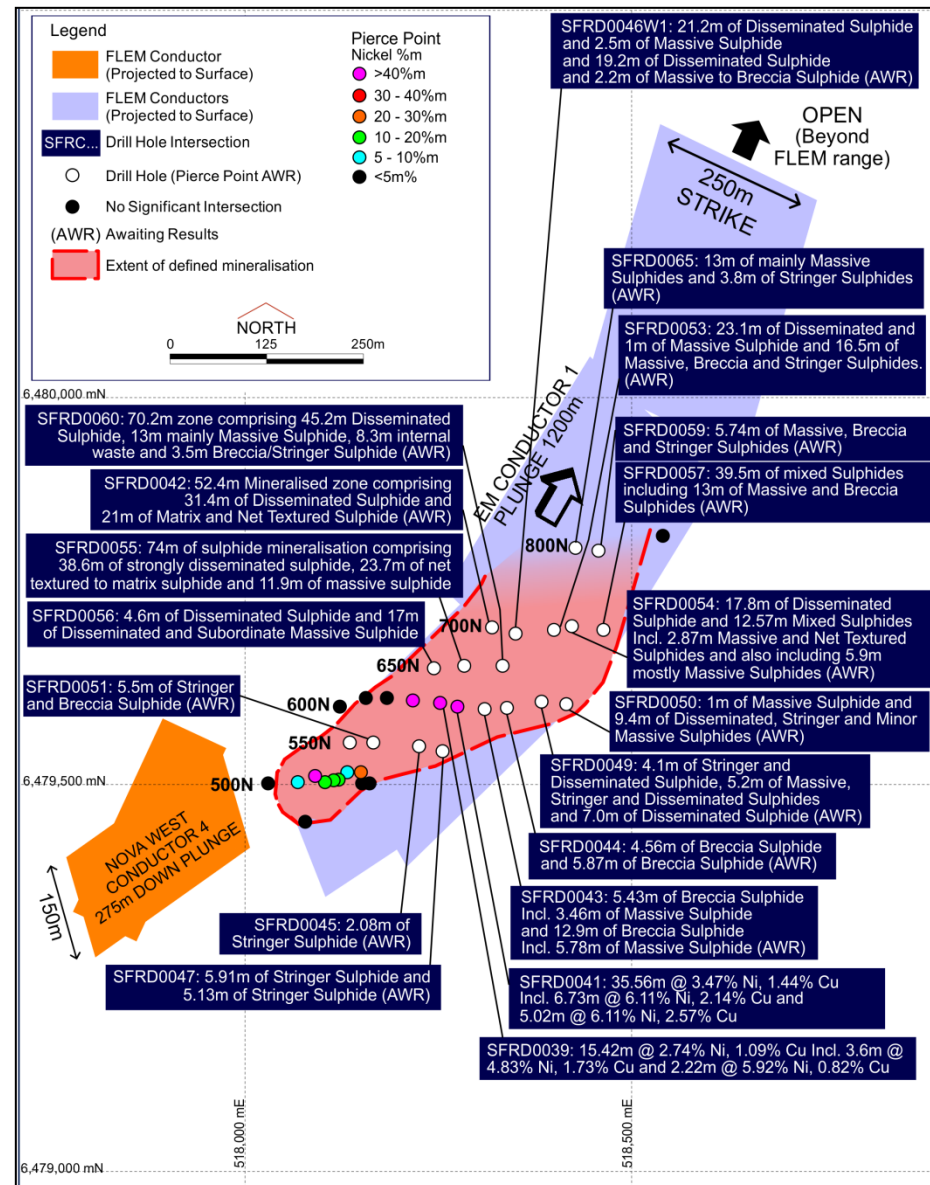 Legend
FLEM Conductor
(Projected to Surface)
FLEM Conductors
(Projected to Surface)
SFRC... Drill Hole Intersection
Drill Hole (Pierce Point AWR)
No Significant Intersection
(AWR) Awaiting Results
Extent of defined mineralisation
Pierce Point
Nickel %m
>40%m
30 - 40%m
20 - 30%m
10 - 20%m
5 - 10%m
<5m%
NORTH
0 125 250m
SFRD0046W1: 21.2m of Disseminated Sulphide
and 2.5m of Massive Sulphide
and 19.2m of Disseminated Sulphide
and 2.2m of Massive to Breccia Sulphide (AWR)
OPEN
(Beyond
FLEM range)
250m
STRIKE
SFRD0065: 13m of mainly Massive
Sulphides and 3.8m of Stringer Sulphides
(AWR)
SFRD0053: 23.1m of Disseminated and
1m of Massive Sulphide and 16.5m of
Massive, Breccia and Stringer Sulphides.
(AWR)
6,480,000 mN
SFRD0060: 70.2m zone comprising 45.2m Disseminated
Sulphide, 13m mainly Massive Sulphide, 8.3m internal
waste and 3.5m Breccia/Stringer Sulphide (AWR)
EM CONDUCTOR 1
PLUNGE 1200m
SFRD0059: 5.74m of Massive, Breccia
and Stringer Sulphides (AWR)
SFRD0042: 52.4m Mineralised zone comprising
31.4m of Disseminated Sulphide and
21m of Matrix and Net Textured Sulphide (AWR)
SFRD0057: 39.5m of mixed Sulphides
including 13m of Massive and Breccia
Sulphides (AWR)
800N
SFRD0055: 74m of sulphide mineralisation comprising
38.6m of strongly disseminated sulphide, 23.7m of net
textured to matrix sulphide and 11.9m of massive sulphide
SFRD0056: 4.6m of Disseminated Sulphide and 17m
of Disseminated and Subordinate Massive Sulphide
700N
SFRD0054: 17.8m of Disseminated
Sulphide and 12.57m Mixed Sulphides
Incl. 2.87m Massive and Net Textured
Sulphides and also including 5.9m
mostly Massive Sulphides (AWR)
650N
SFRD0051: 5.5m of Stringer
and Breccia Sulphide (AWR)
600N
SFRD0050: 1m of Massive Sulphide and
9.4m of Disseminated, Stringer and Minor
Massive Sulphides (AWR)
550N
SFRD0049: 4.1m of Stringer and
Disseminated Sulphide, 5.2m of Massive,
Stringer and Disseminated Sulphides
and 7.0m of Disseminated Sulphide (AWR)
500N
6,479,500 mN
NOVA WEST
CONDUCTOR 4
275m DOWN PLUNGE
150m
SFRD0044: 4.56m of Breccia Sulphide
and 5.87m of Breccia Sulphide (AWR)
SFRD0045: 2.08m of
Stringer Sulphide (AWR)
SFRD0043: 5.43m of Breccia Sulphide
Incl. 3.46m of Massive Sulphide
and 12.9m of Breccia Sulphide
Incl. 5.78m of Massive Sulphide (AWR)
SFRD0047: 5.91m of Stringer Sulphide and
5.13m of Stringer Sulphide (AWR)
SFRD0041: 35.56m @ 3.47% Ni, 1.44% Cu
Incl. 6.73m @ 6.11% Ni, 2.14% Cu and
5.02m @ 6.11% Ni, 2.57% Cu
SFRD0039: 15.42m @ 2.74% Ni, 1.09% Cu Incl. 3.6m @
4.83% Ni, 1.73% Cu and 2.22m @ 5.92% Ni, 0.82% Cu
518,000 mE
518,500 mE
6,479,000 mN